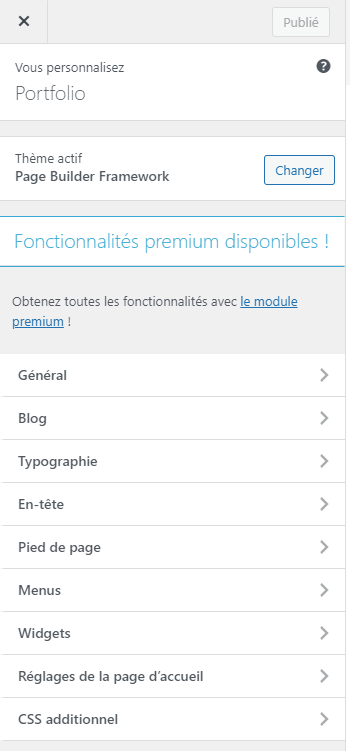 Publié
Vous personnalisez
Portfolio
Thème actif
Page Builder Framework
Changer
Fonctionnalités premium disponibles !
Obtenez toutes les fonctionnalités avec le module
premium !
Général
Blog
Typographie
En-tête
Pied de page
Menus
Widgets
Réglages de la page d’accueil
CSS additionnel